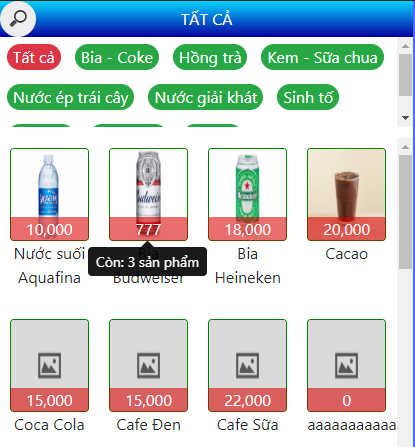 TẤT CẢ
Tất cả
Bia - Coke
Hồng trà
Kem - Sữa chua
Nước ép trái cây
Nước giải khát
Sinh tố
10,000
777
18,000
20,000
Nước suối
Aquafina
Budweiser
Bia
Heineken
Cacao
Còn: 3 sản phẩm
15,000
15,000
22,000
0
Coca Cola
Cafe Đen
Cafe Sữa
aaaaaaaaaaa